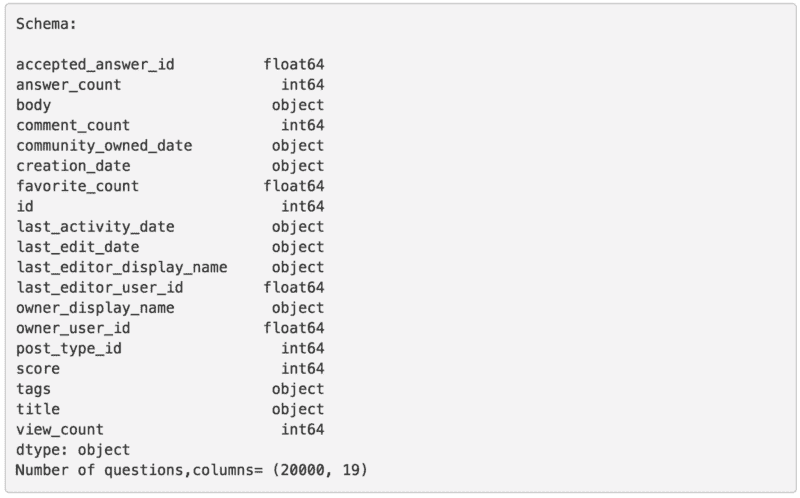 Schema:
accepted_answer_id float64
answer_count int64
body object
comment_count int64
community_owned_date object
creation_date object
favorite_count float64
id int64
last_activity_date object
last_edit_date object
last_editor_display_name object
last_editor_user_id float64
owner_display_name object
owner_user_id float64
post_type_id int64
score int64
tags object
title object
view_count int64
dtype: object
Number of questions,columns= (20000, 19)